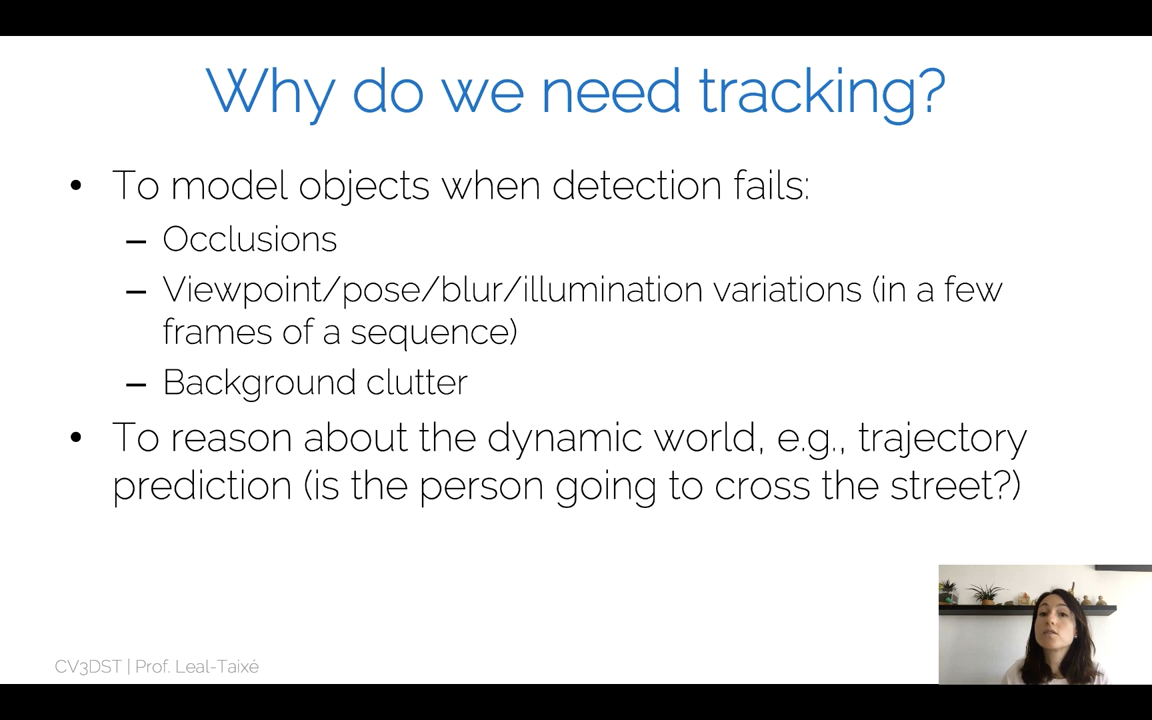 Why do we need tracking?
• To model objects when detection fails:
– Occlusions
– Viewpoint/pose/blur/illumination variations (in a few
frames of a sequence)
– Background clutter
• To reason about the dynamic world, e.g., trajectory
prediction (is the person going to cross the street?)
CV3DST | Prof. Leal-Taixé